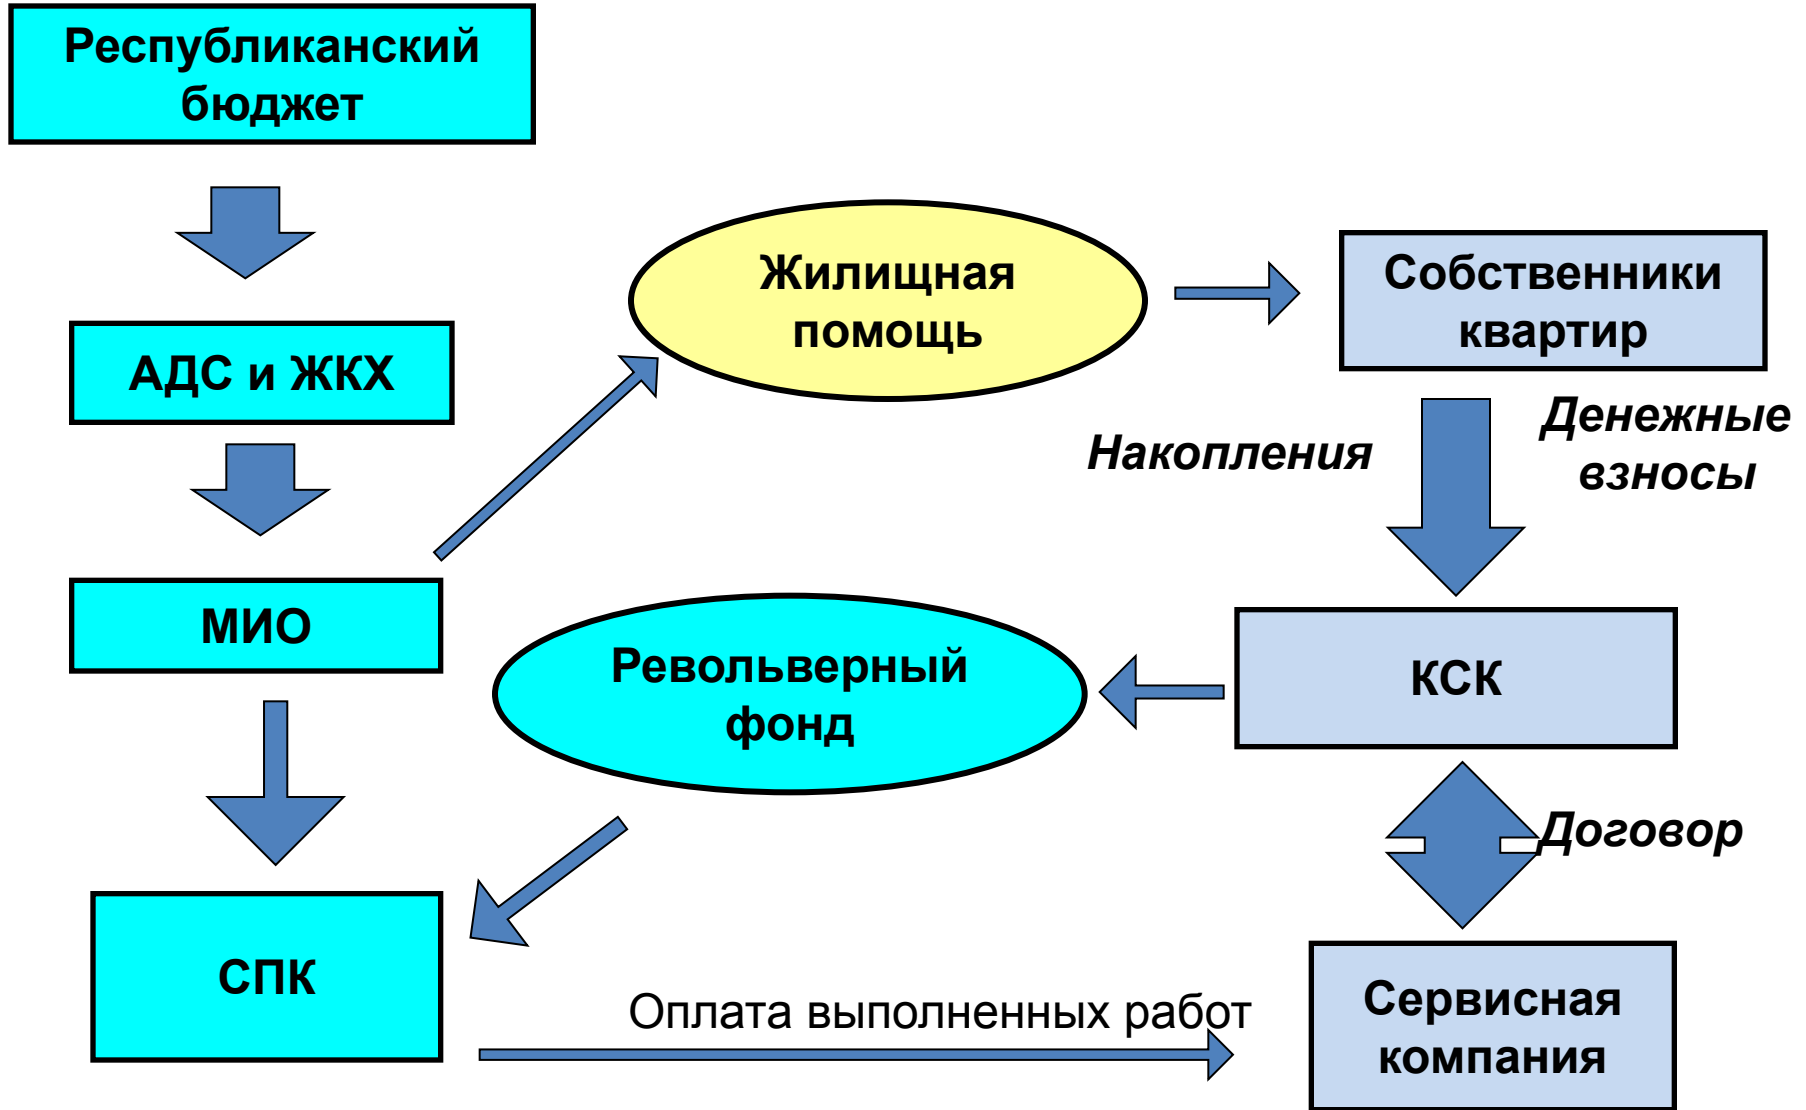 Республиканский
бюджет
Жилищная
помощь
Собственники
квартир
АДС и ЖКХ
Накопления
Денежные
взносы
МИО
Револьверный
фонд
КСК
Договор
СПК
Оплата выполненных работ
Сервисная
компания